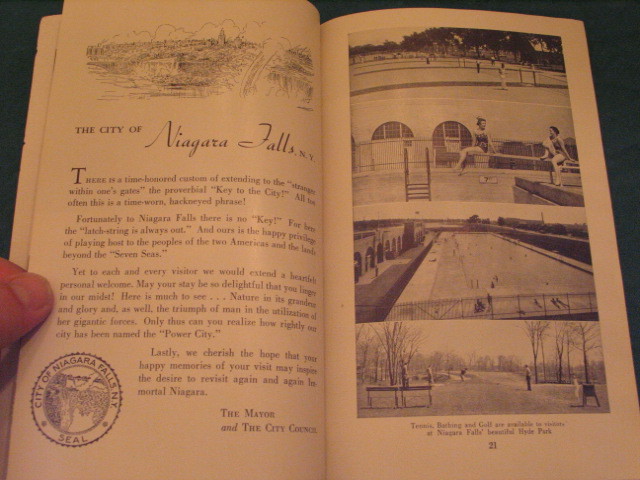 THE CITY OF Niagara Falls, N. Y.
THERE is a time-honored custom of extending to the "stranger
within one's gates" the proverbial "Key to the City!" All too
often this is a time-worn, hackneyed phrase!
Fortunately to Niagara Falls there is no "Key!" For here
the "latch-string is always out." And ours is the happy privilege
of playing host to the peoples of the two Americas and the lands
beyond the "Seven Seas."
Yet to each and every visitor we would extend a heartfelt
personal welcome. May your stay be so delightful that you linger
in our midst! Here is much to see . . . Nature in its grandeur
and glory and, as well, the triumph of man in the utilization of
her gigantic forces. Only thus can you realize how rightly our
city has been named the "Power City."
Lastly, we cherish the hope that your
happy memories of your visit may inspire
the desire to revisit again and again Im-
mortal Niagara.
THE MAYOR
and THE CITY COUNCIL
CITY OF NIAGARA FALLS N.Y.
SEAL
Tennis, Bathing and Golf are available to visitors,
at Niagara Falls' beautiful Hyde Park
21